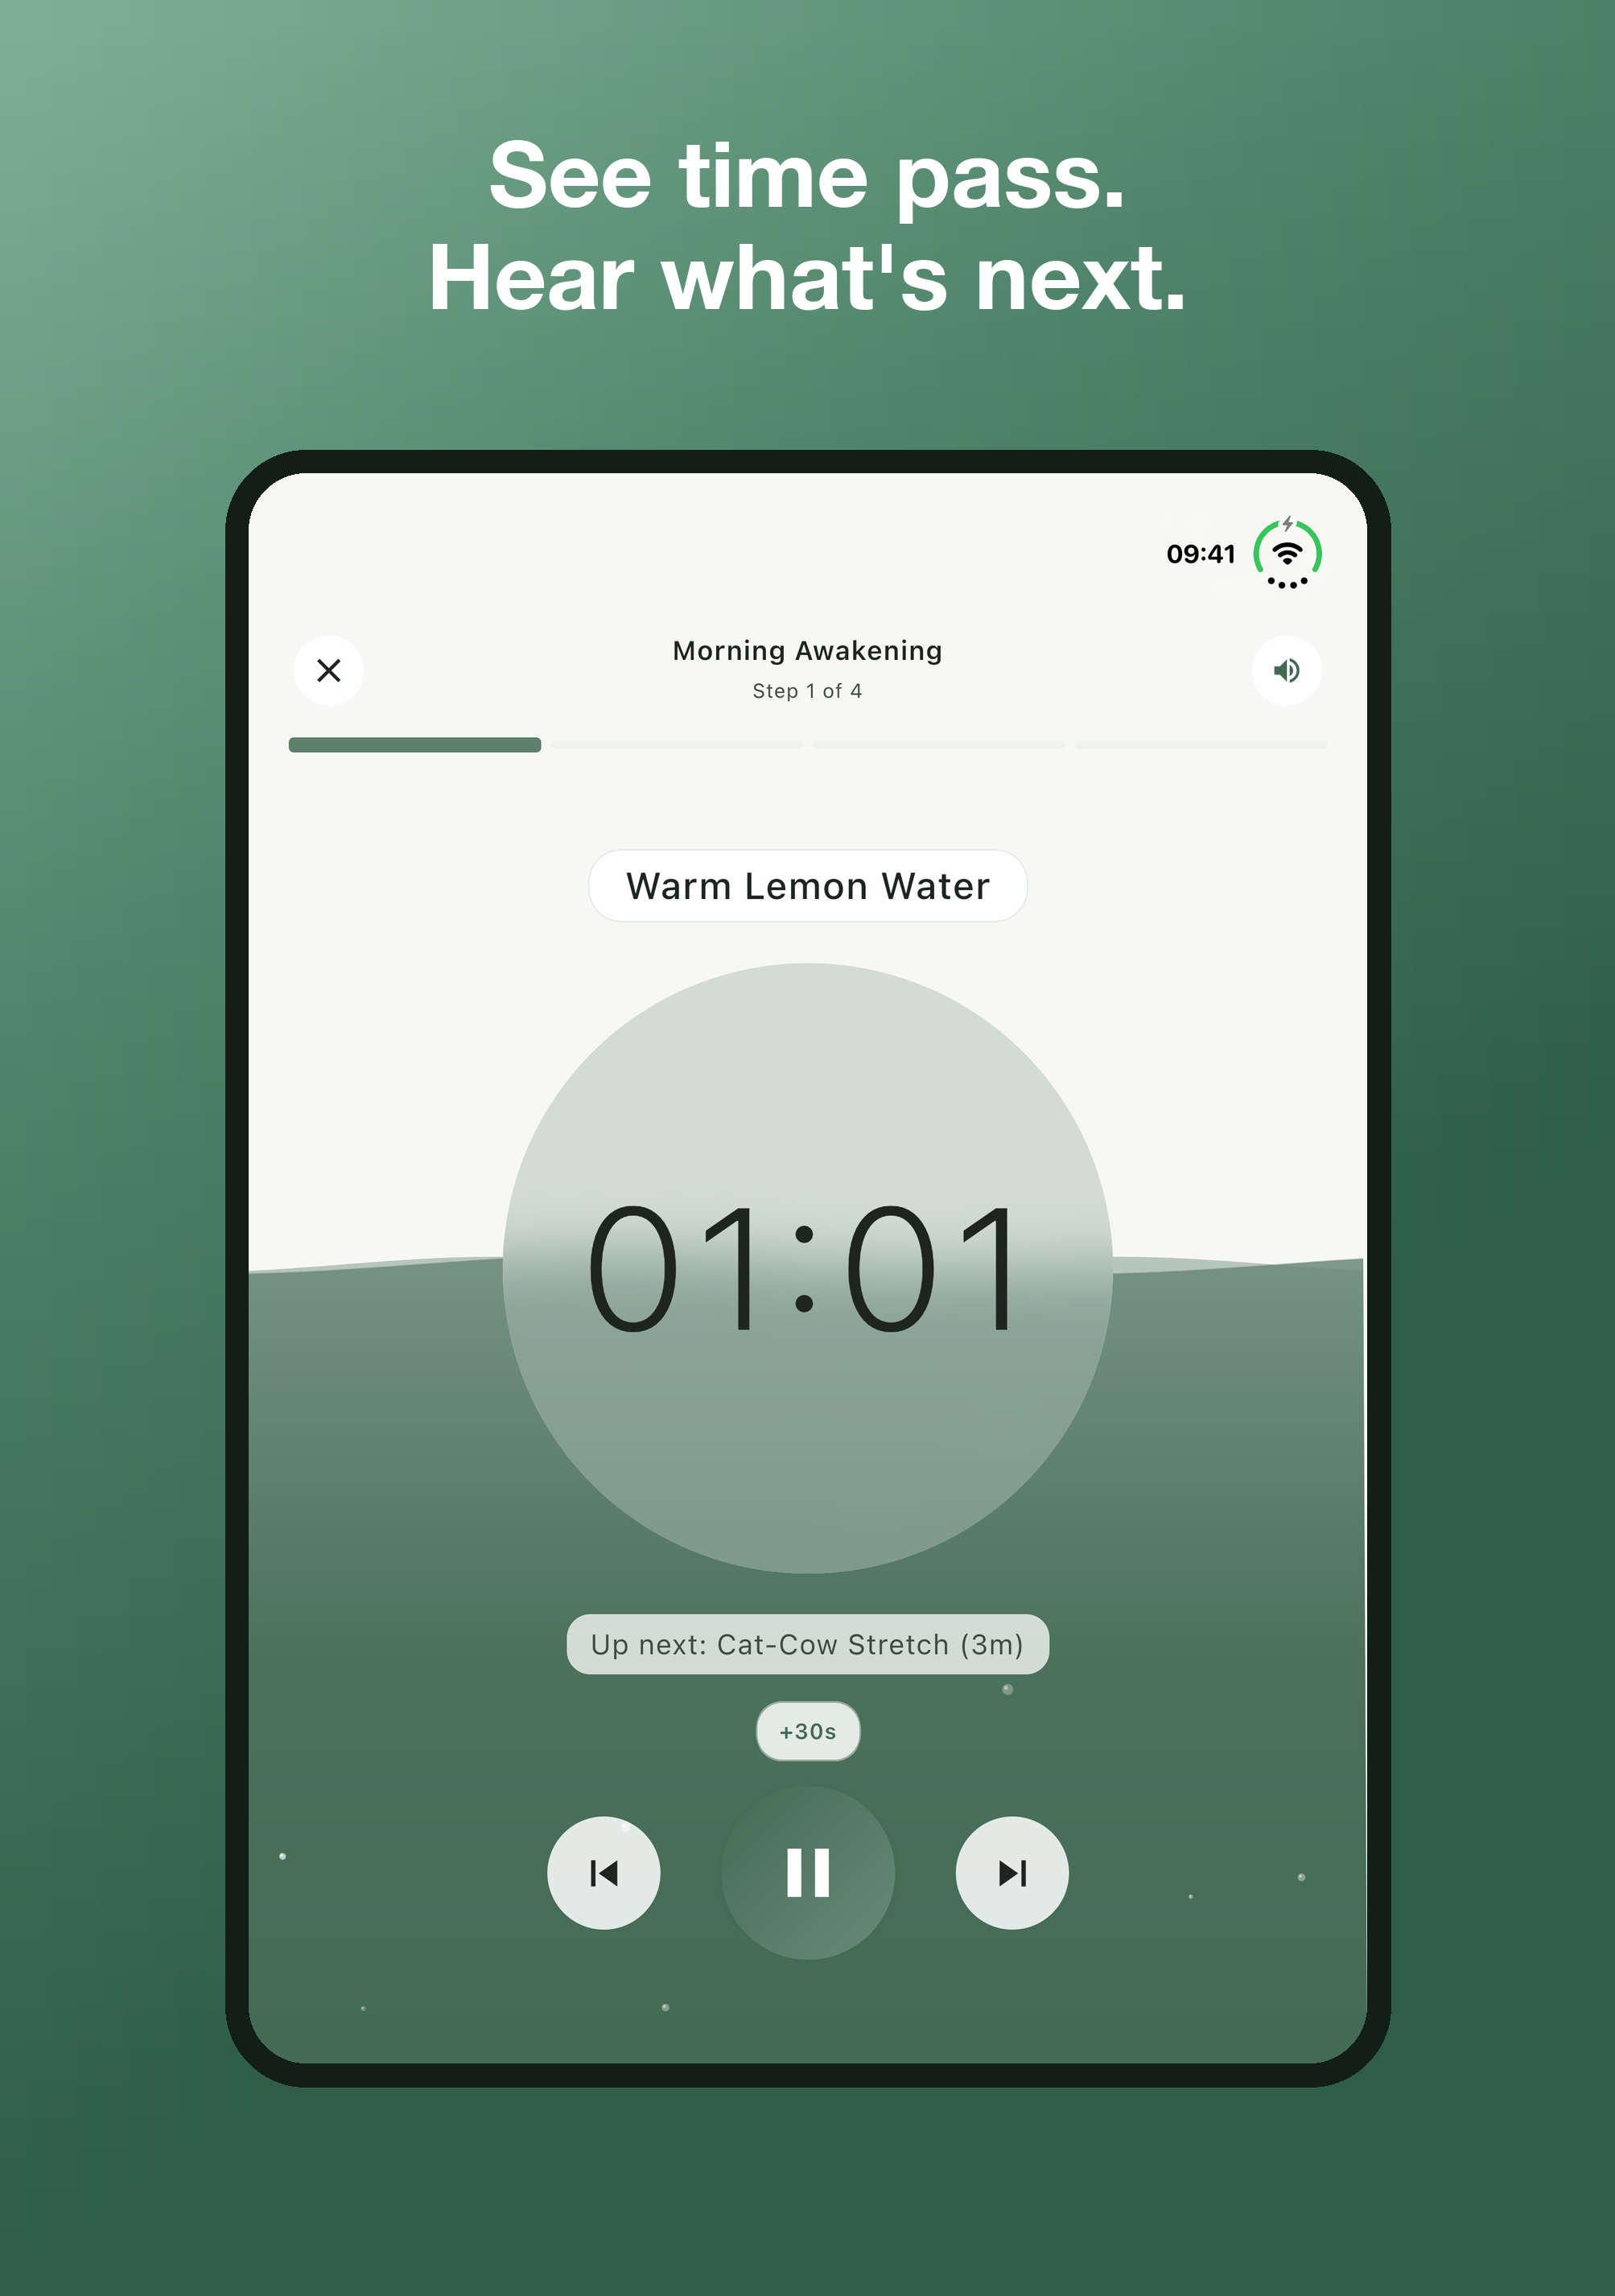 See time pass.
Hear what's next.
09:41
Morning Awakening
Step 1 of 4
Warm Lemon Water
01:01
Up next: Cat-Cow Stretch (3m)
+30s